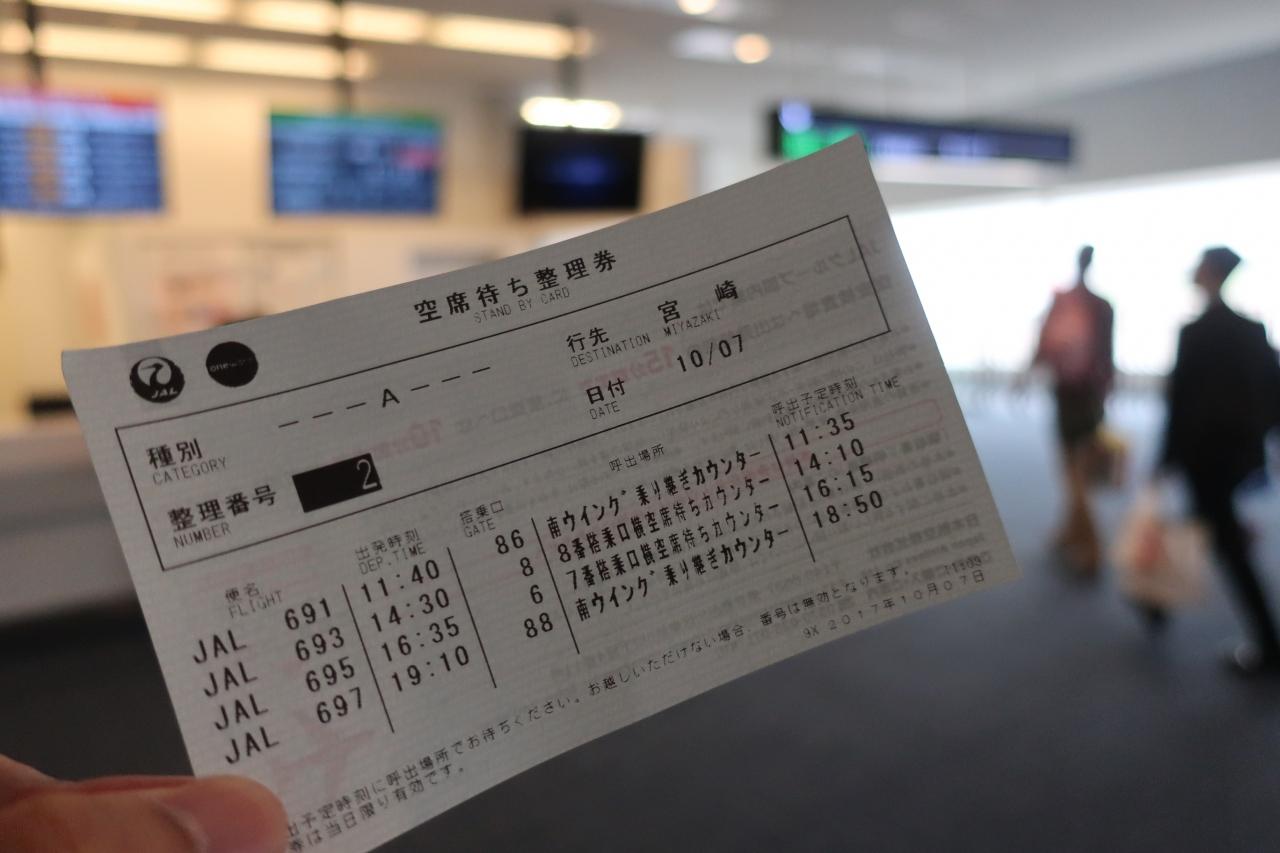 空席待ち整理券
STAND BY CARD
JAL
種別 ---A---
CATEGORY
行先 宮崎
DESTINATION MIYAZAKI
整理番号 2
NUMBER
日付 10/07
DATE
便名 出発時刻 搭乗口 呼出場所 呼出予定時刻
FLIGHT DEP.TIME GATE NOTIFICATION TIME
JAL 691 11:40 86 南ウイング乗り継ぎカウンター 11:35
JAL 693 14:30 8 8番搭乗口横空席待ちカウンター 14:10
JAL 695 16:35 6 7番搭乗口横空席待ちカウンター 16:15
JAL 697 19:10 88 南ウイング乗り継ぎカウンター 18:50
出予定時刻に呼出場所でお待ちください。お越しいただけない場合、番号は無効となります。
券は当日限り有効です。
9X 2017年10月07日